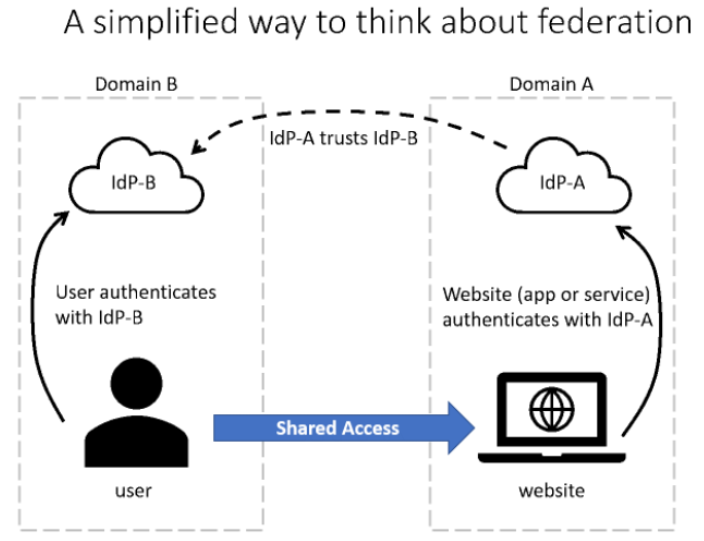 A simplified way to think about federation
Domain B
Domain A
IdP-A trusts IdP-B
IdP-B
IdP-A
User authenticates
with IdP-B
Website (app or service)
authenticates with IdP-A
Shared Access
user
website